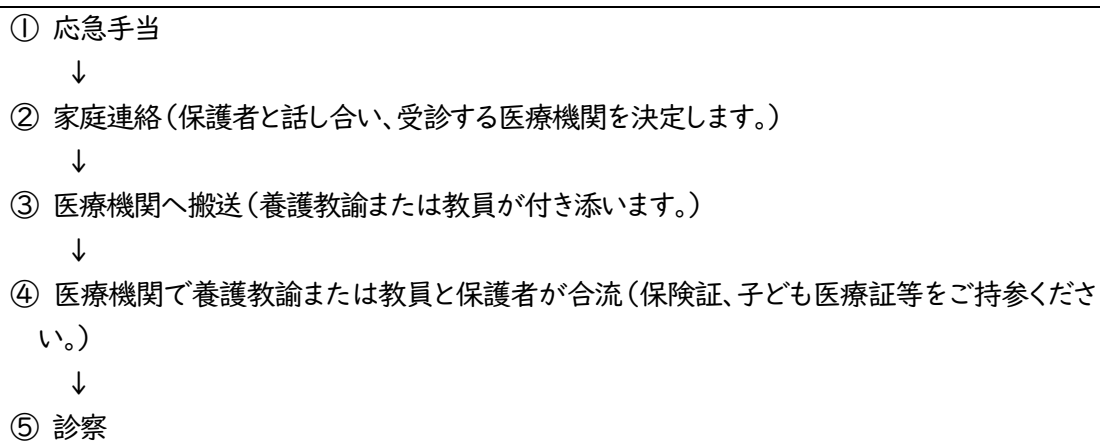 ① 応急手当
↓
② 家庭連絡(保護者と話し合い、受診する医療機関を決定します。)
↓
③ 医療機関へ搬送(養護教諭または教員が付き添います。)
↓
④ 医療機関で養護教諭または教員と保護者が合流(保険証、子ども医療証等をご持参くださ
い。)
↓
⑤ 診察